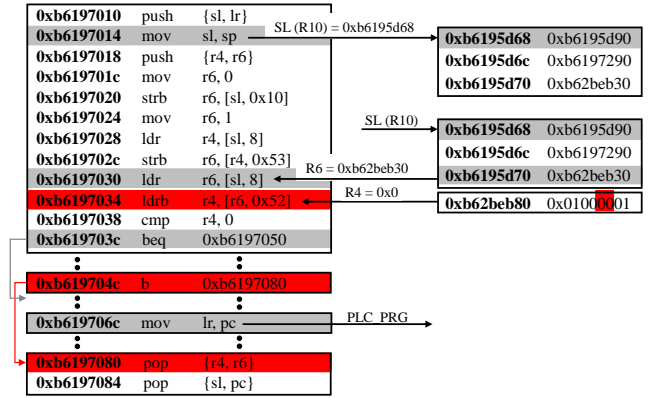 0xb6197010 push {sl, lr}
0xb6197014 mov sl, sp
SL (R10) = 0xb6195d68
0xb6195d68 0xb6195d90
0xb6197018 push {r4, r6}
0xb6195d6c 0xb6197290
0xb619701c mov r6, 0
0xb6195d70 0xb62beb30
0xb6197020 strb r6, [sl, 0x10]
0xb6197024 mov r6, 1
SL (R10)
0xb6195d68 0xb6195d90
0xb6197028 ldr r4, [sl, 8]
0xb6195d6c 0xb6197290
0xb619702c strb r6, [r4, 0x53]
R6 = 0xb62beb30
0xb6195d70 0xb62beb30
0xb6197030 ldr r6, [sl, 8]
0xb6197034 ldrb r4, [r6, 0x52]
R4 = 0x0
0xb62beb80 0x01000001
0xb6197038 cmp r4, 0
0xb619703c beq 0xb6197050
0xb619704c b 0xb6197080
0xb619706c mov lr, pc
PLC_PRG
0xb6197080 pop {r4, r6}
0xb6197084 pop {sl, pc}